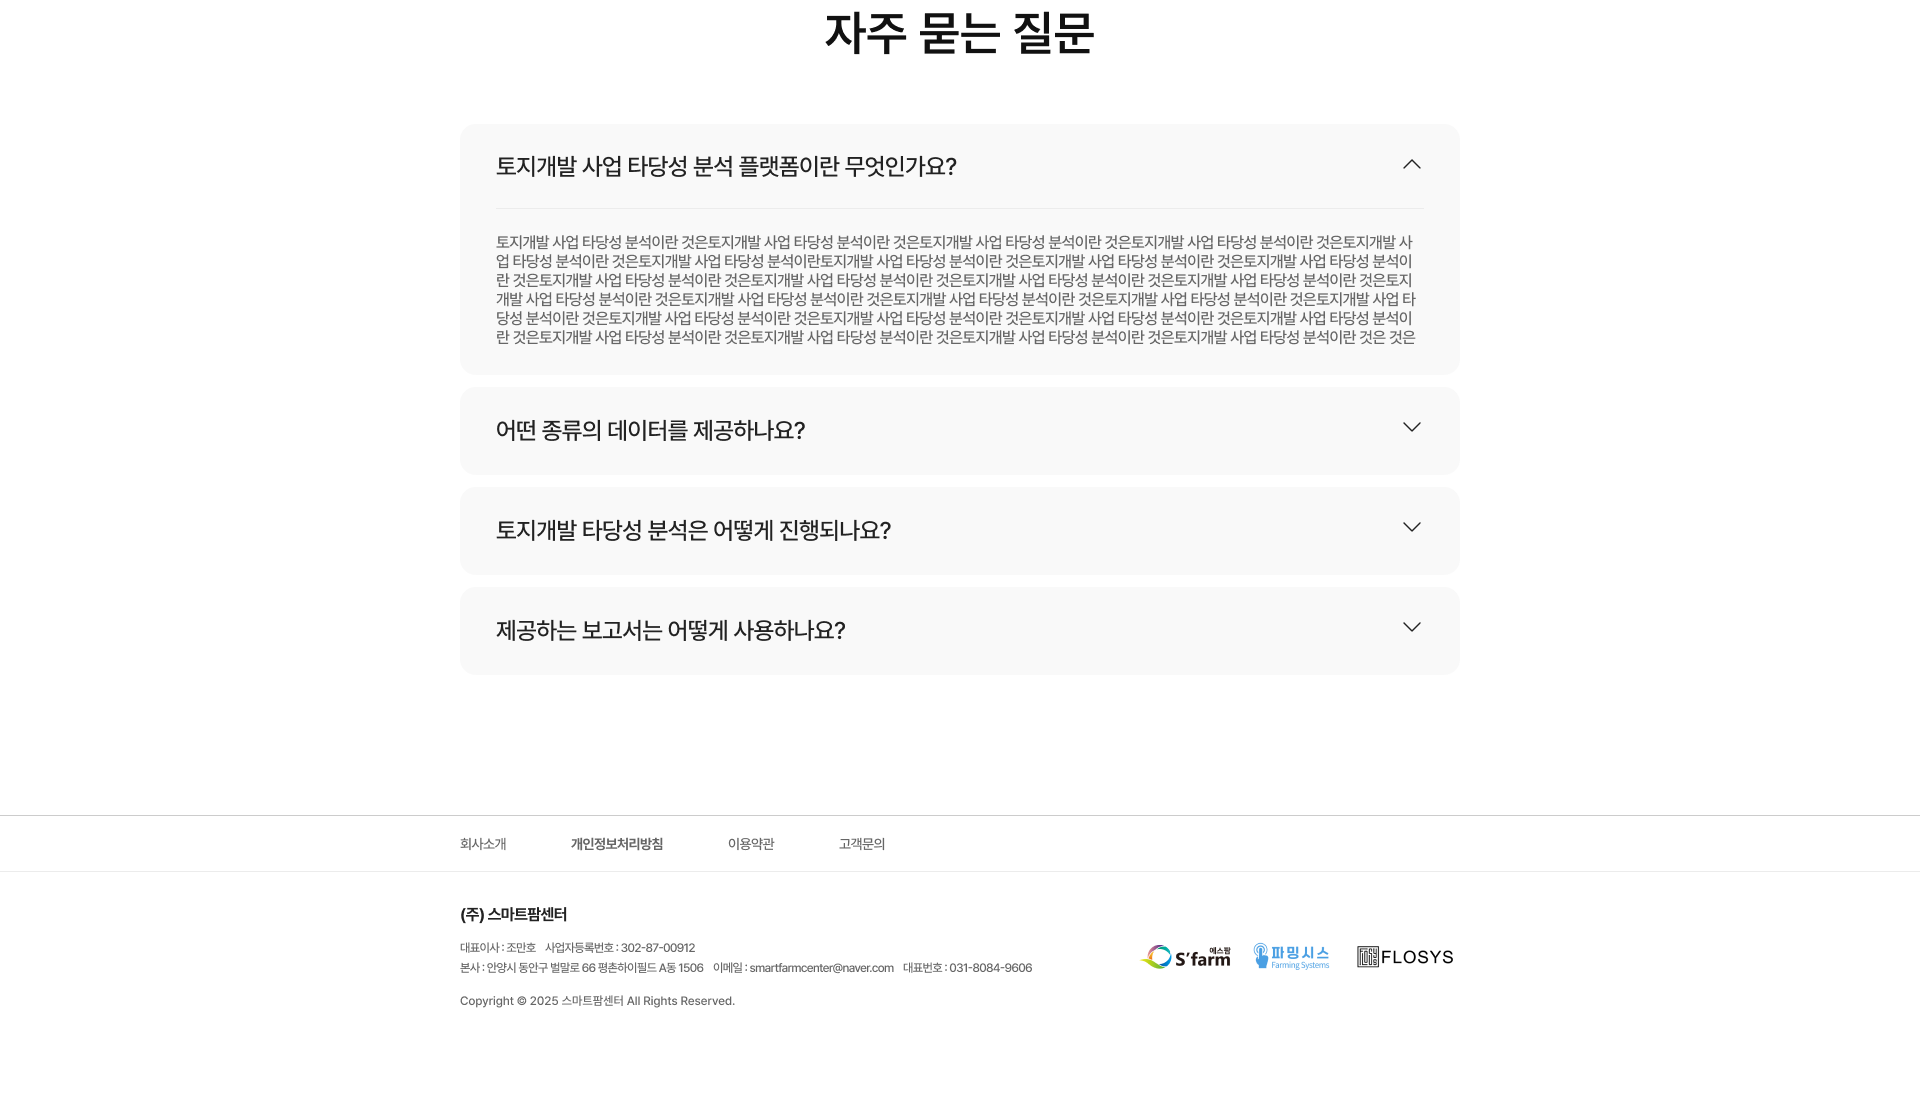 자주 묻는 질문
토지개발 사업 타당성 분석 플랫폼이란 무엇인가요?
토지개발 사업 타당성 분석이란 것은토지개발 사업 타당성 분석이란 것은토지개발 사업 타당성 분석이란 것은토지개발 사업 타당성 분석이란 것은토지개발 사
업 타당성 분석이란 것은토지개발 사업 타당성 분석이란토지개발 사업 타당성 분석이란 것은토지개발 사업 타당성 분석이란 것은토지개발 사업 타당성 분석이
란 것은토지개발 사업 타당성 분석이란 것은토지개발 사업 타당성 분석이란 것은토지개발 사업 타당성 분석이란 것은토지개발 사업 타당성 분석이란 것은토지
개발 사업 타당성 분석이란 것은토지개발 사업 타당성 분석이란 것은토지개발 사업 타당성 분석이란 것은토지개발 사업 타당성 분석이란 것은토지개발 사업 타
당성 분석이란 것은토지개발 사업 타당성 분석이란 것은토지개발 사업 타당성 분석이란 것은토지개발 사업 타당성 분석이란 것은토지개발 사업 타당성 분석이
란 것은토지개발 사업 타당성 분석이란 것은토지개발 사업 타당성 분석이란 것은토지개발 사업 타당성 분석이란 것은토지개발 사업 타당성 분석이란 것은 것은
어떤 종류의 데이터를 제공하나요?
토지개발 타당성 분석은 어떻게 진행되나요?
제공하는 보고서는 어떻게 사용하나요?
회사소개 개인정보처리방침 이용약관 고객문의
(주) 스마트팜센터
대표이사 : 조만호 사업자등록번호 : 302-87-00912
본사 : 안양시 동안구 벌말로 66 평촌하이필드 A동 1506 이메일 : smartfarmcenter@naver.com 대표번호 : 031-8084-9606
Copyright © 2025 스마트팜센터 All Rights Reserved.
에스팜
S'farm
파밍시스
Farming Systems
FLOSYS